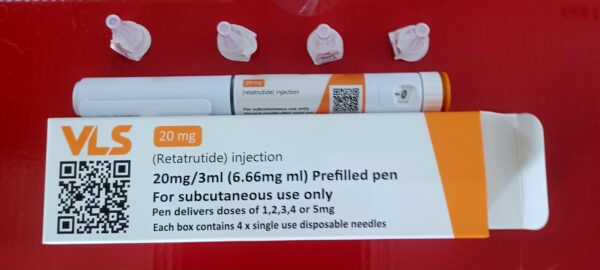 20 mg
(retatrutide) injection
For subcutaneous use only
0
VLS
20 mg
(Retatrutide) injection
20mg/3ml (6.66mg ml) Prefilled pen
For subcutaneous use only
Pen delivers doses of 1,2,3,4 or 5mg
Each box contains 4 x single use disposable needles